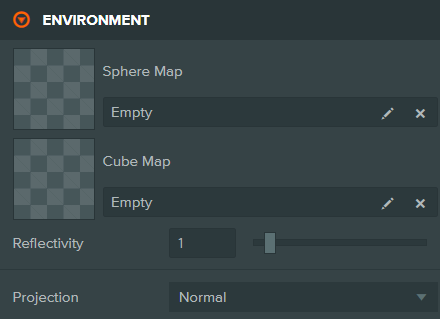 ENVIRONMENT
Sphere Map
Empty
Cube Map
Empty
Reflectivity 1
Projection Normal